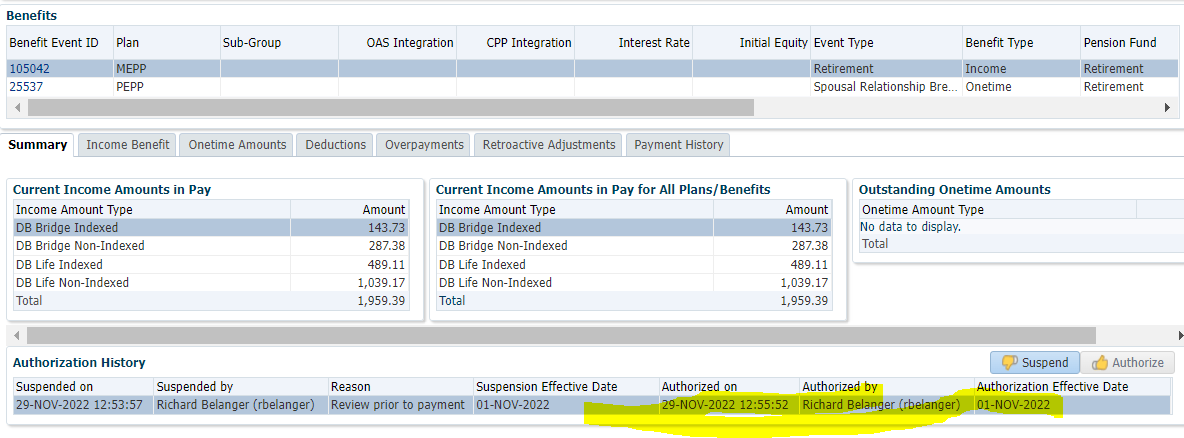 Benefits
Benefit Event ID Plan Sub-Group OAS Integration CPP Integration Interest Rate Initial Equity Event Type Benefit Type Pension Fund
105042 MEPP Retirement Income Retirement
25537 PEPP Spousal Relationship Bre... Onetime Retirement
Summary Income Benefit Onetime Amounts Deductions Overpayments Retroactive Adjustments Payment History
Current Income Amounts in Pay Current Income Amounts in Pay for All Plans/Benefits Outstanding Onetime Amounts
Income Amount Type Amount Income Amount Type Amount Onetime Amount Type
DB Bridge Indexed 143.73 DB Bridge Indexed 143.73 No data to display.
DB Bridge Non-Indexed 287.38 DB Bridge Non-Indexed 287.38 Total
DB Life Indexed 489.11 DB Life Indexed 489.11
DB Life Non-Indexed 1,039.17 DB Life Non-Indexed 1,039.17
Total 1,959.39 Total 1,959.39
Authorization History Suspend Authorize
Suspended on Suspended by Reason Suspension Effective Date Authorized on Authorized by Authorization Effective Date
29-NOV-2022 12:53:57 Richard Belanger (rbelanger) Review prior to payment 01-NOV-2022 29-NOV-2022 12:55:52 Richard Belanger (rbelanger) 01-NOV-2022